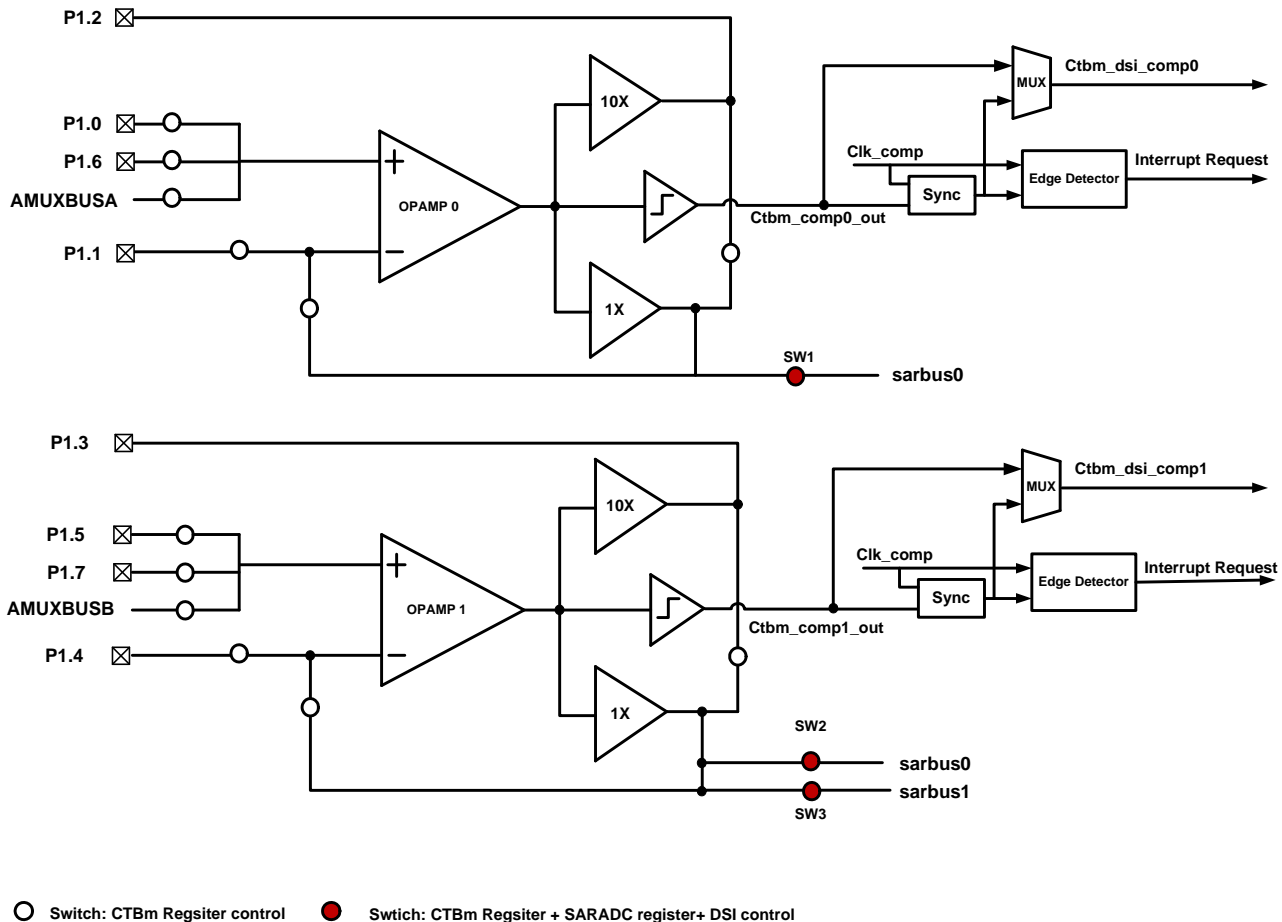 P1.2
10X
MUX
Ctbm_dsi_comp0
P1.0
P1.6
AMUXBUSA
+
OPAMP 0
−
Clk_comp
Sync
Edge Detector
Interrupt Request
Ctbm_comp0_out
P1.1
1X
SW1
sarbus0
P1.3
10X
MUX
Ctbm_dsi_comp1
P1.5
P1.7
AMUXBUSB
+
OPAMP 1
−
Clk_comp
Sync
Edge Detector
Interrupt Request
Ctbm_comp1_out
P1.4
1X
SW2
sarbus0
sarbus1
SW3
Switch: CTBm Regsiter control
Swtich: CTBm Regsiter + SARADC register+ DSI control